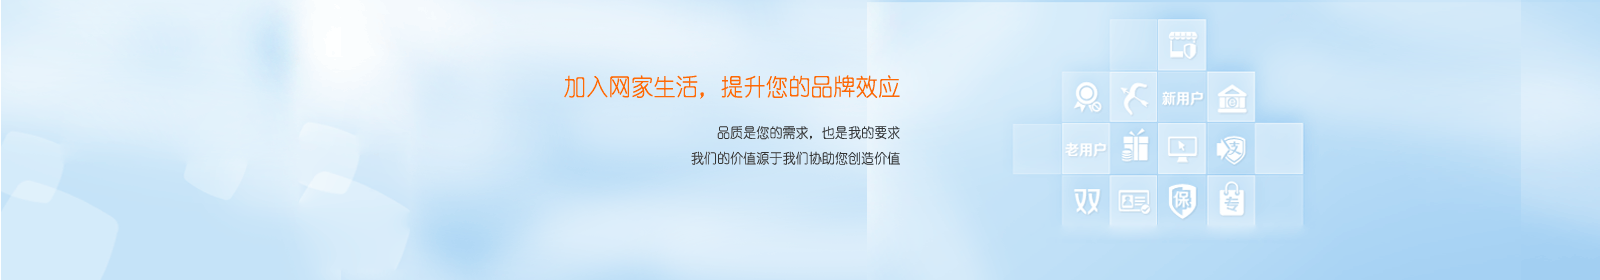 加入网家生活，提升您的品牌效应
品质是您的需求，也是我的要求
我们的价值源于我们协助您创造价值
新用户
老用户
支
双
保
专